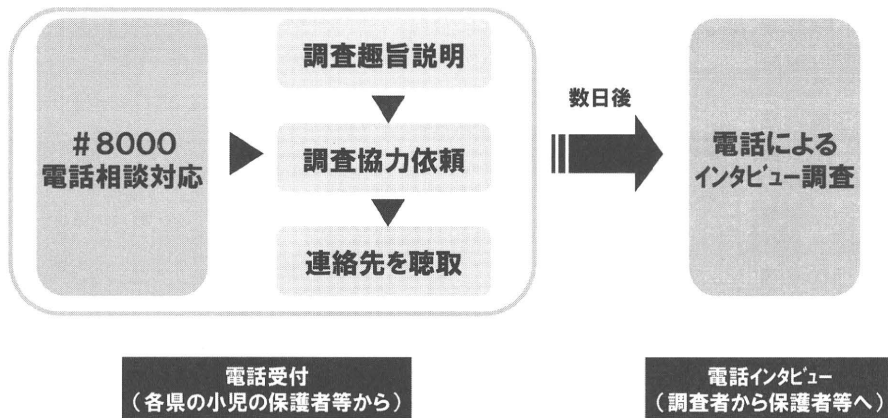 #8000
電話相談対応
調査趣旨説明
調査協力依頼
連絡先を聴取
数日後
電話による
インタビュー調査
電話受付
(各県の小児の保護者等から)
電話インタビュー
(調査者から保護者等へ)